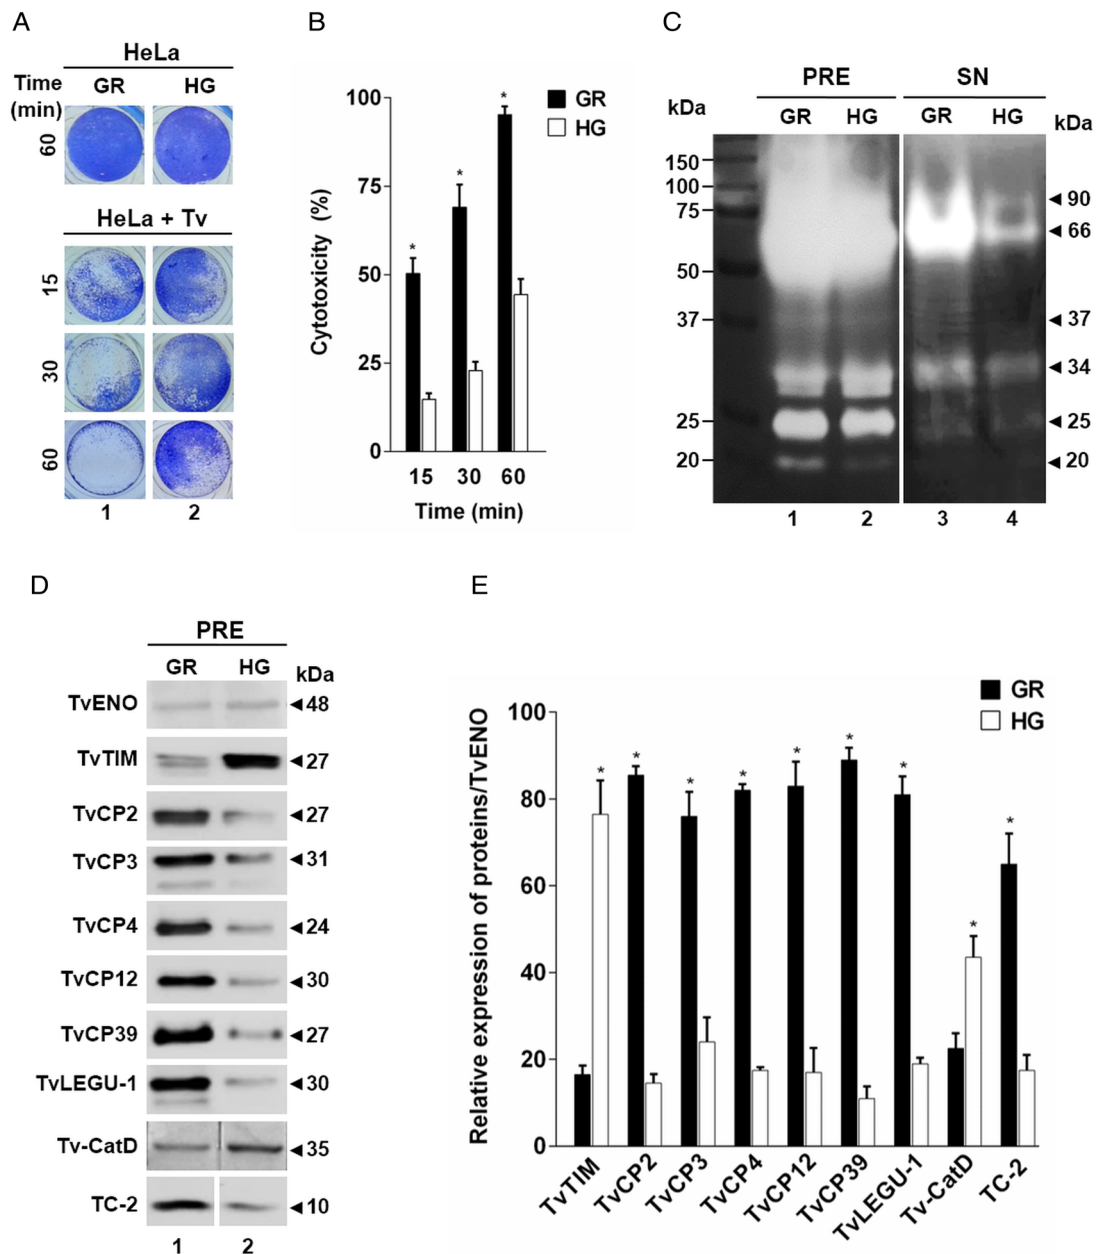 A
HeLa
Time
(min)
GR HG
60
HeLa + Tv
15
30
60
1 2
B
Cytotoxicity (%)
100
75
50
25
0
* * *
GR
HG
15 30 60
Time (min)
C
PRE SN
kDa GR HG GR HG kDa
150
100
75
50
37
25
20
◄ 90
◄ 66
◄ 37
◄ 34
◄ 25
◄ 20
1 2 3 4
D
PRE
GR HG kDa
TvENO ◄48
TvTIM ◄27
TvCP2 ◄27
TvCP3 ◄31
TvCP4 ◄24
TvCP12 ◄30
TvCP39 ◄27
TvLEGU-1 ◄30
Tv-CatD ◄35
TC-2 ◄10
1 2
E
Relative expression of proteins/TvENO
100
80
60
40
20
0
* * * * * * * * *
GR
HG
TvTIM TvCP2 TvCP3 TvCP4 TvCP12 TvCP39 TvLEGU-1 Tv-CatD TC-2